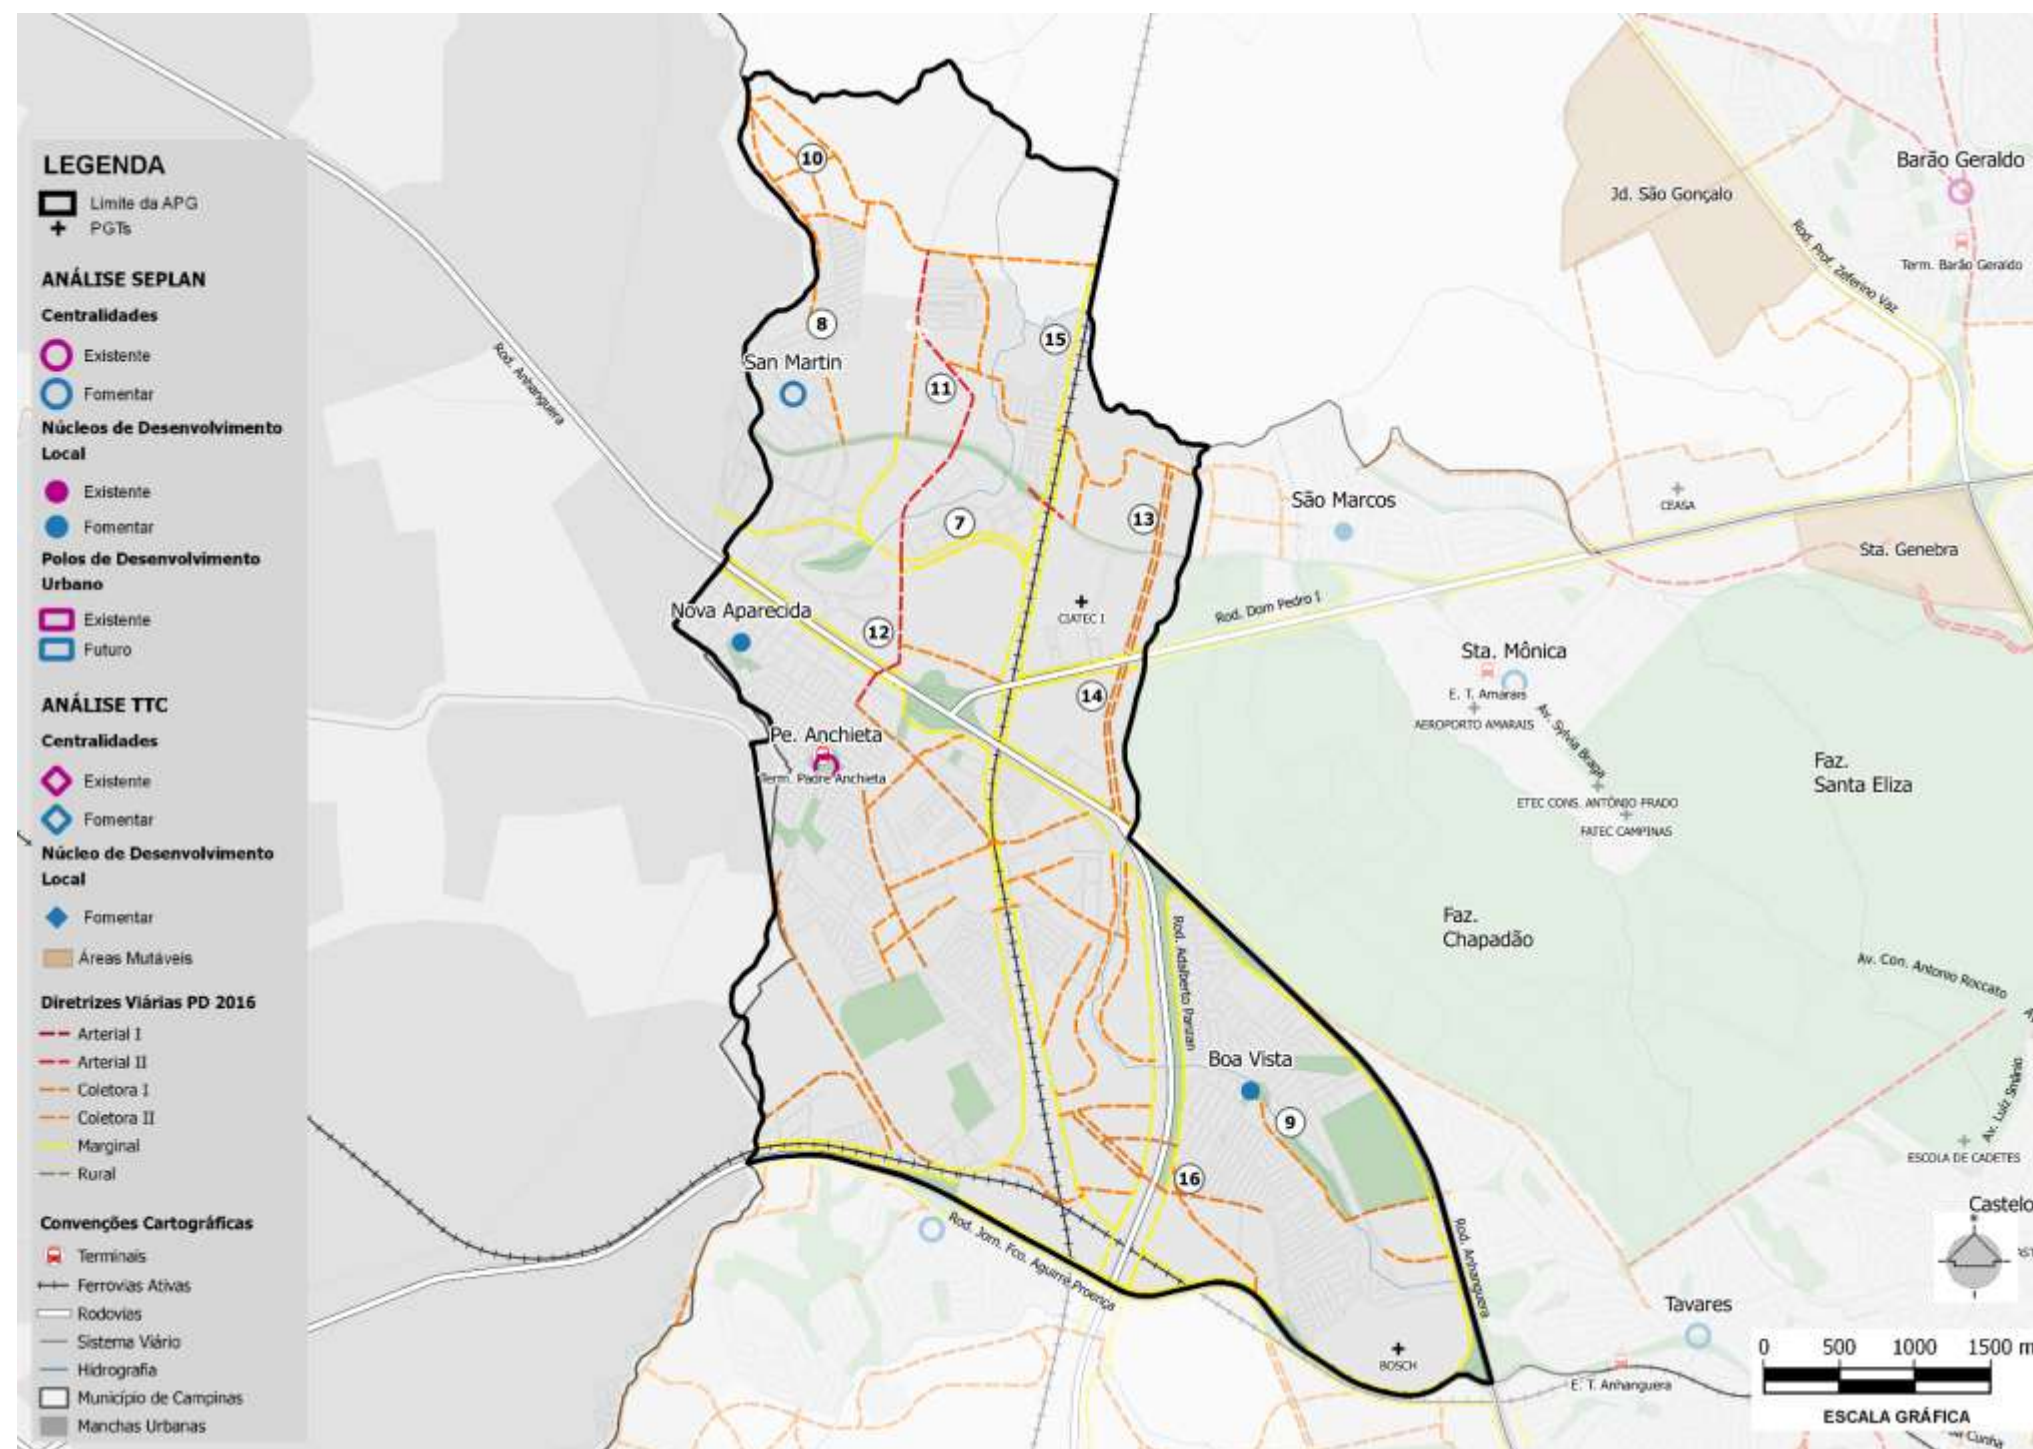 LEGENDA
Limite da APG
PGTs
ANÁLISE SEPLAN
Centralidades
Existente
Fomentar
Núcleos de Desenvolvimento
Local
Existente
Fomentar
Polos de Desenvolvimento
Urbano
Existente
Futuro
ANÁLISE TTC
Centralidades
Existente
Fomentar
Núcleo de Desenvolvimento
Local
Fomentar
Áreas Mutáveis
Diretrizes Viárias PD 2016
Arterial I
Arterial II
Coletora I
Coletora II
Marginal
Rural
Convenções Cartográficas
Terminais
Ferrovias Ativas
Rodovias
Sistema Viário
Hidrografia
Município de Campinas
Manchas Urbanas
10
8
San Martin
11
15
7
13
Rod. Anhanguera
Nova Aparecida
12
CIATEC I
14
Pe. Anchieta
Term. Padre Anchieta
Rod. Dom Pedro I
São Marcos
Jd. São Gonçalo
Barão Geraldo
Term. Barão Geraldo
Rod. Prof. Zeferino Vaz
CEASA
Sta. Genebra
Sta. Mônica
E. T. Amarais
AEROPORTO AMARAIS
Av. Sylvia Braga
ETEC CONS. ANTÔNIO PRADO
FATEC CAMPINAS
Faz.
Santa Eliza
Faz.
Chapadão
Av. Con. Antonio Roccato
Rod. Adalberto Panzan
Boa Vista
9
16
ESCOLA DE CADETES
Castelo
Rod. Jorn. Fco. Aguirre Proença
Rod. Anhanguera
BOSCH
Tavares
E. T. Anhanguera
0 500 1000 1500 m
ESCALA GRÁFICA